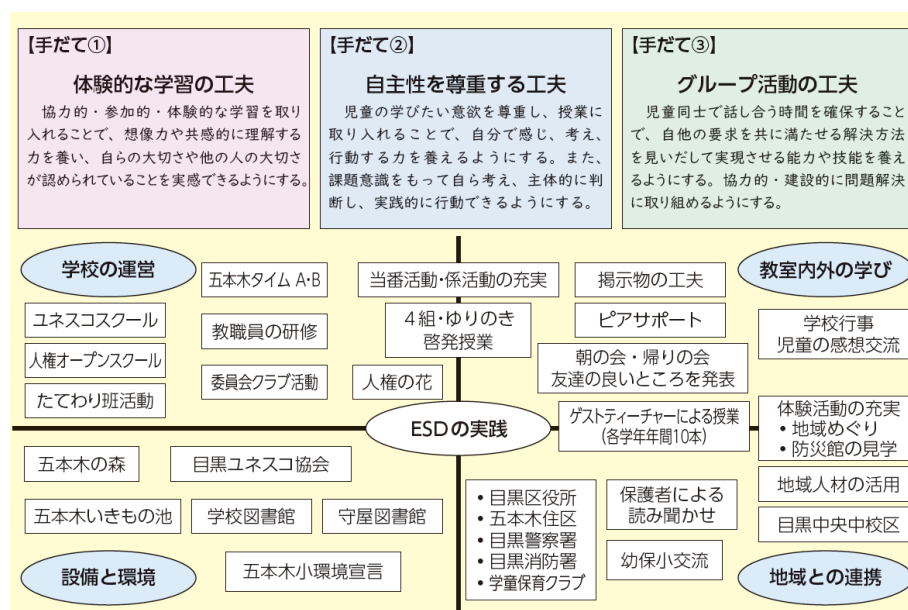 【手だて①】
体験的な学習の工夫
協力的・参加的・体験的な学習を取り
入れることで、想像力や共感的に理解する
力を養い、自らの大切さや他の人の大切さ
が認められていることを実感できるようにする。
【手だて②】
自主性を尊重する工夫
児童の学びたい意欲を尊重し、授業に
取り入れることで、自分で感じ、考え、
行動する力を養えるようにする。また、
課題意識をもって自ら考え、主体的に判
断し、実践的に行動できるようにする。
【手だて③】
グループ活動の工夫
児童同士で話し合う時間を確保すること
で、自他の要求を共に満たせる解決方法
を見いだして実現させる能力や技能を養え
るようにする。協力的・建設的に問題解決
に取り組めるようにする。
学校の運営
五本木タイム A・B
ユネスコスクール
教職員の研修
人権オープンスクール
委員会クラブ活動
たてわり班活動
当番活動・係活動の充実
4組・ゆりのき
啓発授業
人権の花
掲示物の工夫
教室内外の学び
ピアサポート
学校行事
児童の感想交流
朝の会・帰りの会
友達の良いところを発表
ESDの実践
ゲストティーチャーによる授業
(各学年年間10本)
体験活動の充実
・地域めぐり
・防災館の見学
五本木の森
目黒ユネスコ協会
五本木いきもの池
学校図書館
守屋図書館
設備と環境
五本木小環境宣言
・目黒区役所
・五本木住区
・目黒警察署
・目黒消防署
・学童保育クラブ
保護者による
読み聞かせ
幼保小交流
地域人材の活用
目黒中央中校区
地域との連携